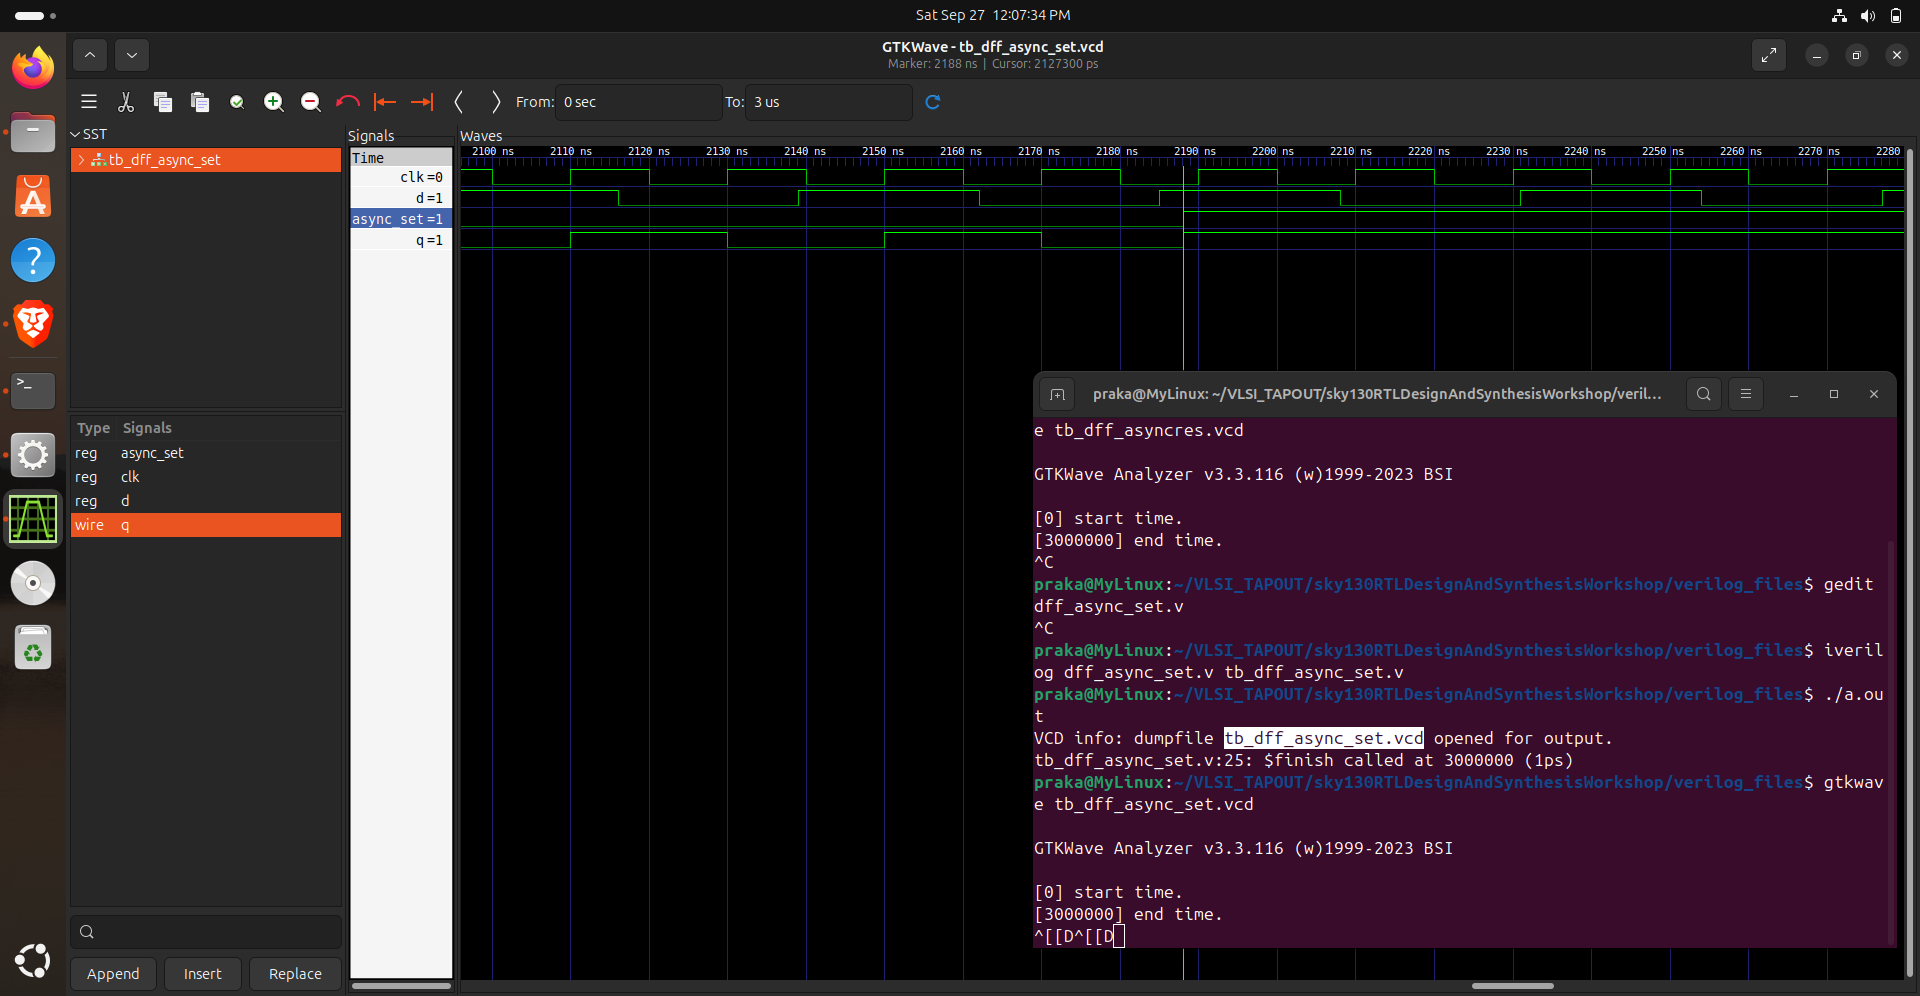 Sat Sep 27 12:07:34 PM
GTKWave - tb_dff_async_set.vcd
Marker: 2188 ns | Cursor: 2127300 ps
From: 0 sec To: 3 us
SST
tb_dff_async_set
Type Signals
reg async_set
reg clk
reg d
wire q
Append Insert Replace
Signals
Time
clk =0
d =1
async_set =1
q =1
Waves
2100 ns 2110 ns 2120 ns 2130 ns 2140 ns 2150 ns 2160 ns 2170 ns 2180 ns 2190 ns 2200 ns 2210 ns 2220 ns 2230 ns 2240 ns 2250 ns 2260 ns 2270 ns 2280
praka@MyLinux: ~/VLSI_TAPOUT/sky130RTLDesignAndSynthesisWorkshop/veril...
e tb_dff_asyncres.vcd
GTKWave Analyzer v3.3.116 (w)1999-2023 BSI
[0] start time.
[3000000] end time.
^C
praka@MyLinux:~/VLSI_TAPOUT/sky130RTLDesignAndSynthesisWorkshop/verilog_files$ gedit
dff_async_set.v
^C
praka@MyLinux:~/VLSI_TAPOUT/sky130RTLDesignAndSynthesisWorkshop/verilog_files$ iveril
og dff_async_set.v tb_dff_async_set.v
praka@MyLinux:~/VLSI_TAPOUT/sky130RTLDesignAndSynthesisWorkshop/verilog_files$ ./a.ou
t
VCD info: dumpfile tb_dff_async_set.vcd opened for output.
tb_dff_async_set.v:25: $finish called at 3000000 (1ps)
praka@MyLinux:~/VLSI_TAPOUT/sky130RTLDesignAndSynthesisWorkshop/verilog_files$ gtkwav
e tb_dff_async_set.vcd
GTKWave Analyzer v3.3.116 (w)1999-2023 BSI
[0] start time.
[3000000] end time.
^[[D^[[D